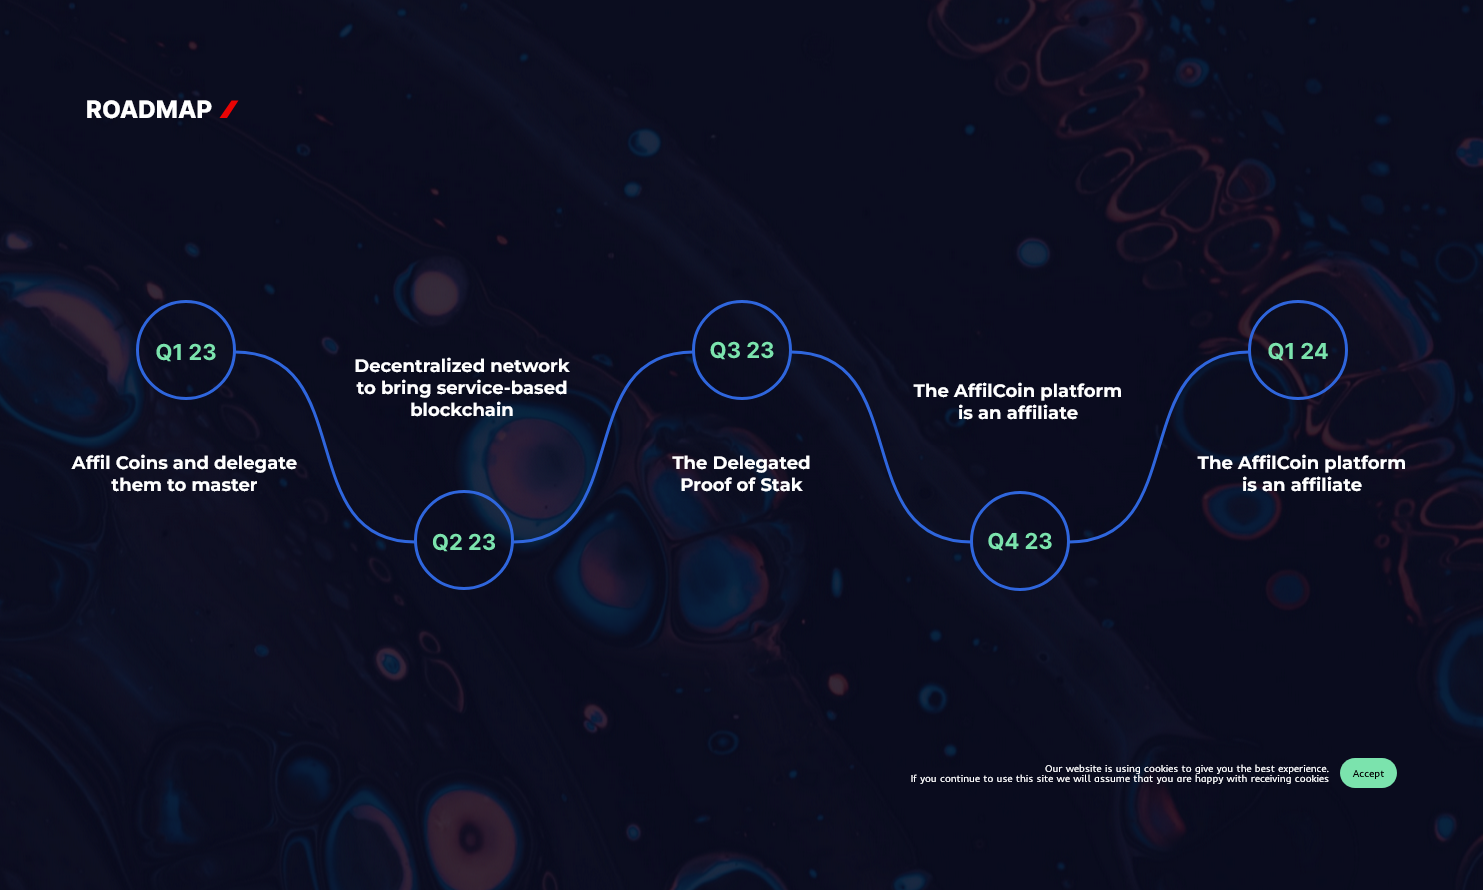 ROADMAP
Q1 23
Affil Coins and delegate
them to master
Decentralized network
to bring service-based
blockchain
Q2 23
Q3 23
The Delegated
Proof of Stak
The AffilCoin platform
is an affiliate
Q4 23
Q1 24
The AffilCoin platform
is an affiliate
Our website is using cookies to give you the best experience.
If you continue to use this site we will assume that you are happy with receiving cookies
Accept